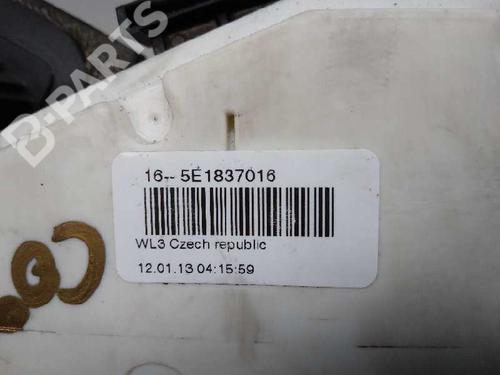 B-PARTS
16-- 5E1837016
WL3 Czech republic
12.01.13 04:15:59